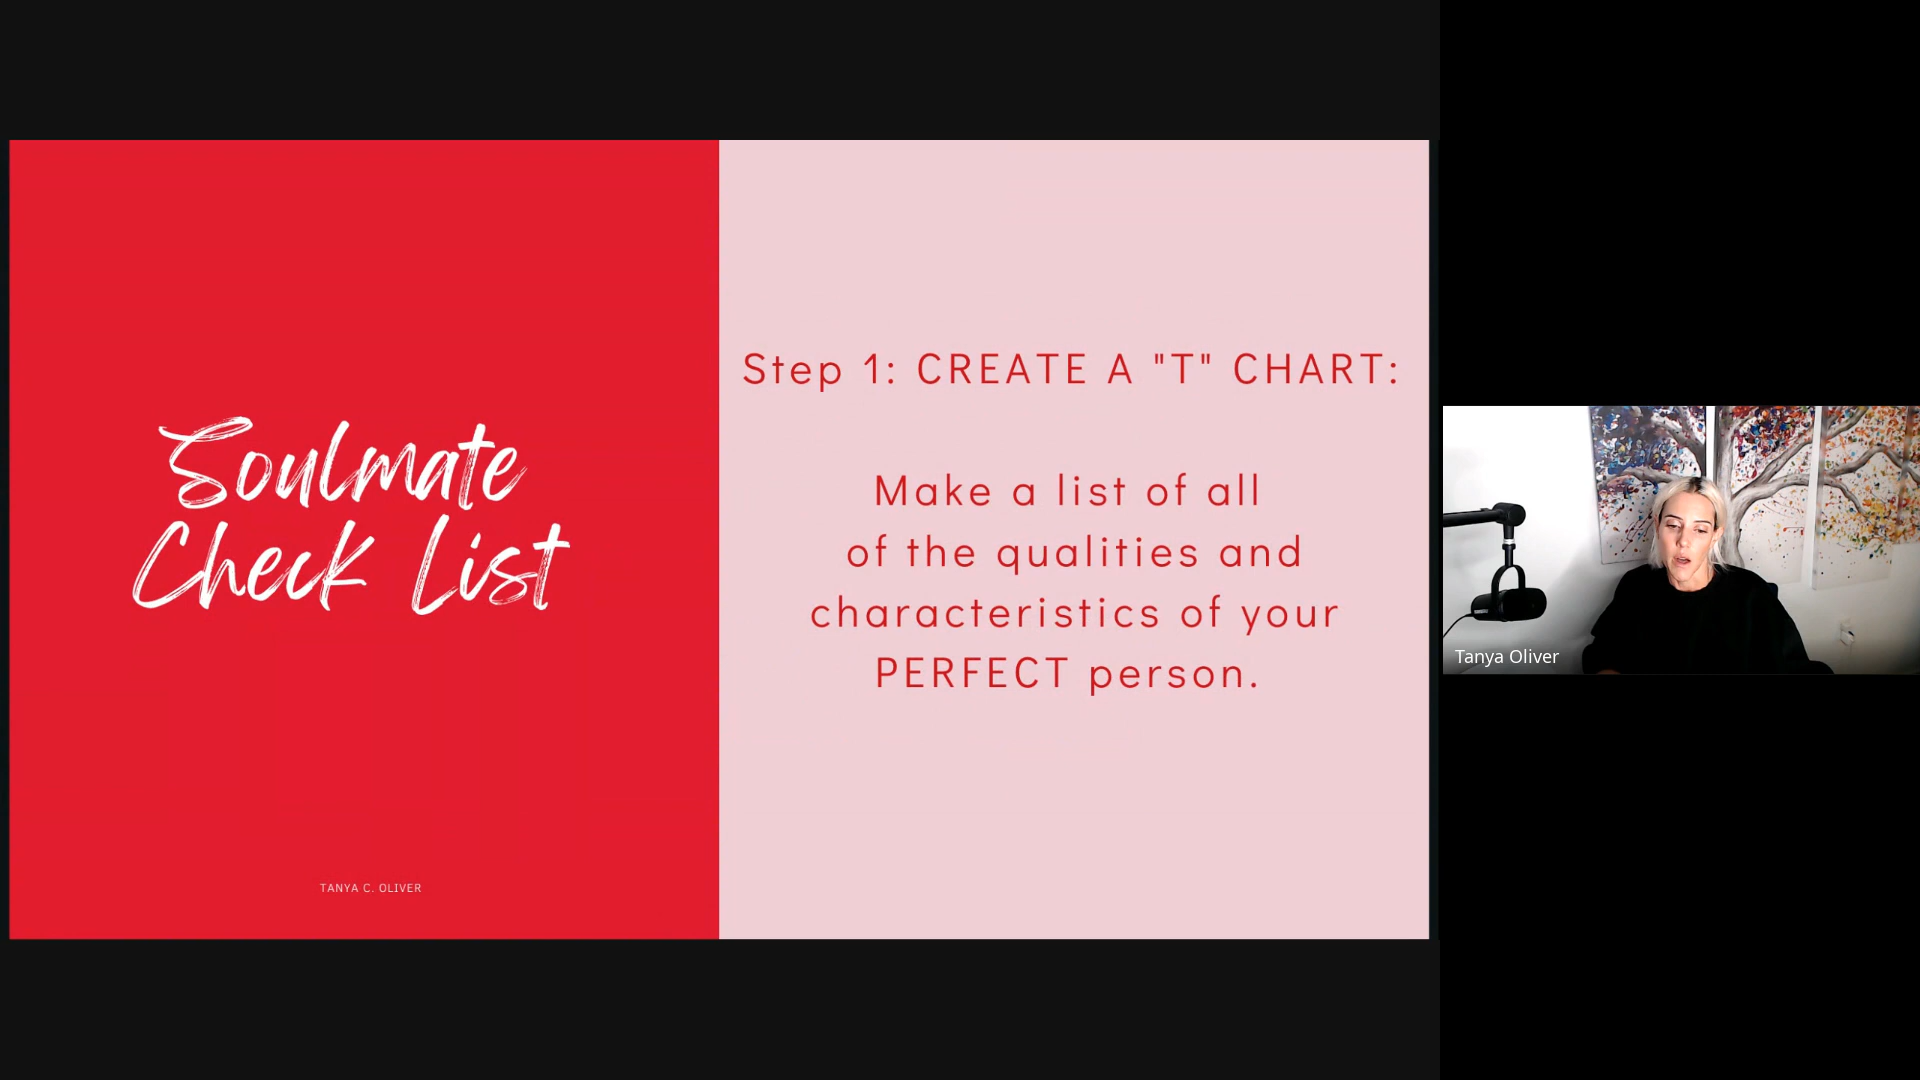 Soulmate
Check List
TANYA C. OLIVER
Step 1: CREATE A "T" CHART:
Make a list of all
of the qualities and
characteristics of your
PERFECT person.
Tanya Oliver